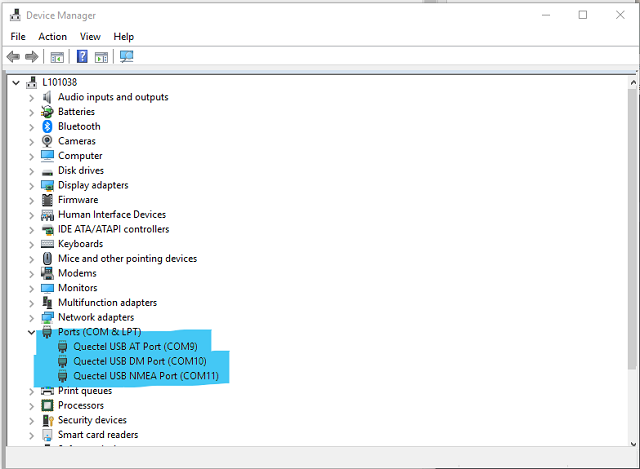 Device Manager
File Action View Help
L101038
Audio inputs and outputs
Batteries
Bluetooth
Cameras
Computer
Disk drives
Display adapters
Firmware
Human Interface Devices
IDE ATA/ATAPI controllers
Keyboards
Mice and other pointing devices
Modems
Monitors
Multifunction adapters
Network adapters
Ports (COM & LPT)
Quectel USB AT Port (COM9)
Quectel USB DM Port (COM10)
Quectel USB NMEA Port (COM11)
Print queues
Processors
Security devices
Smart card readers